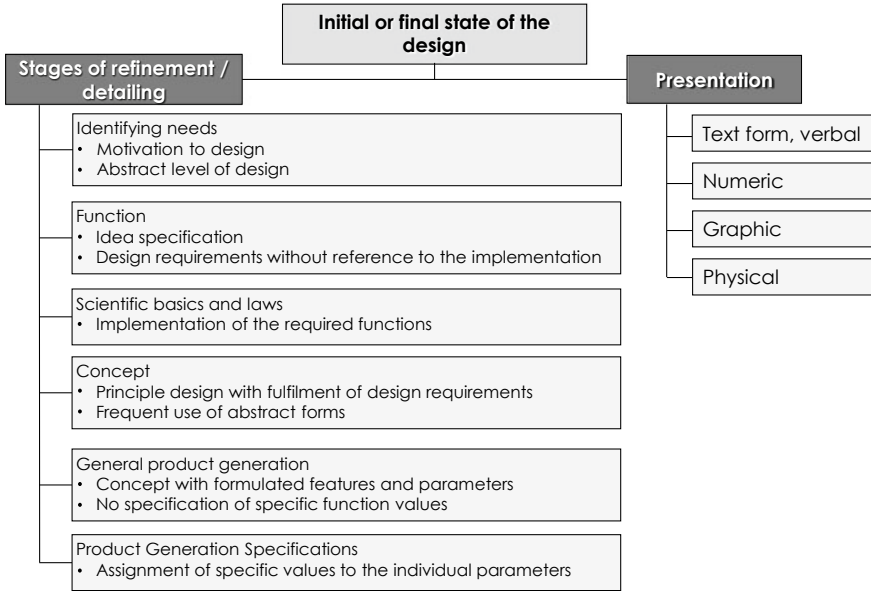 Initial or final state of the
design
Stages of refinement /
detailing
Identifying needs
• Motivation to design
• Abstract level of design
Function
• Idea specification
• Design requirements without reference to the implementation
Scientific basics and laws
• Implementation of the required functions
Concept
• Principle design with fulfilment of design requirements
• Frequent use of abstract forms
General product generation
• Concept with formulated features and parameters
• No specification of specific function values
Product Generation Specifications
• Assignment of specific values to the individual parameters
Presentation
Text form, verbal
Numeric
Graphic
Physical